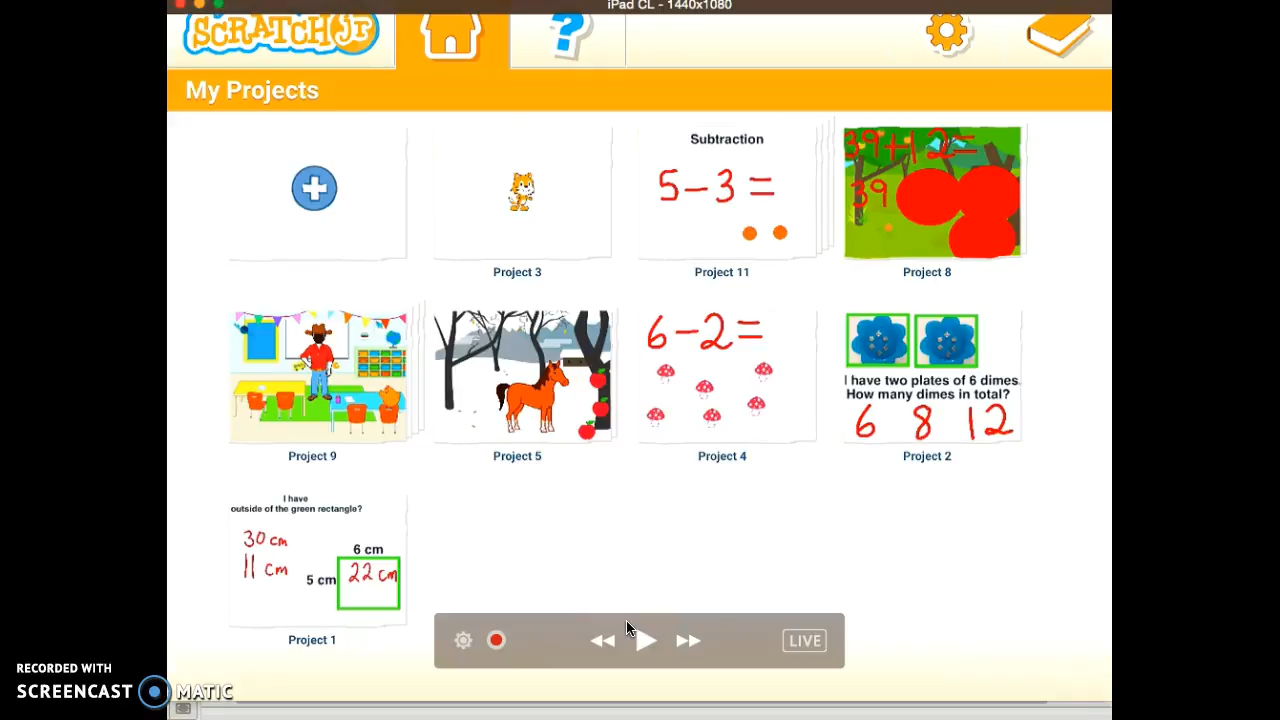 iPad CL - 1440x1080
SCRATCH Jr
?
My Projects
Subtraction
5-3=
39+12=
39
Project 3
Project 11
Project 8
6-2=
I have two plates of 6 dimes.
How many dimes in total?
6 8 12
Project 9
Project 5
Project 4
Project 2
I have
outside of the green rectangle?
30 cm
11 cm
6 cm
5 cm
22 cm
Project 1
LIVE
RECORDED WITH
SCREENCAST MATIC